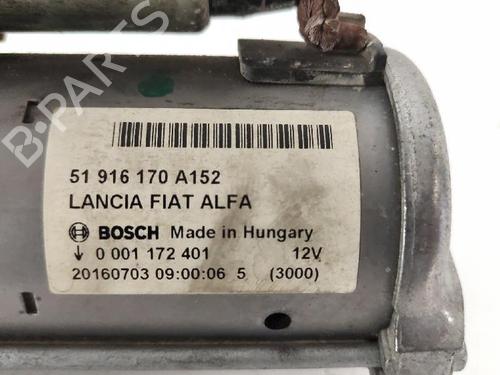 B-PARTS
51 916 170 A152
LANCIA FIAT ALFA
BOSCH Made in Hungary
0 001 172 401 12V
20160703 09:00:06 5 (3000)